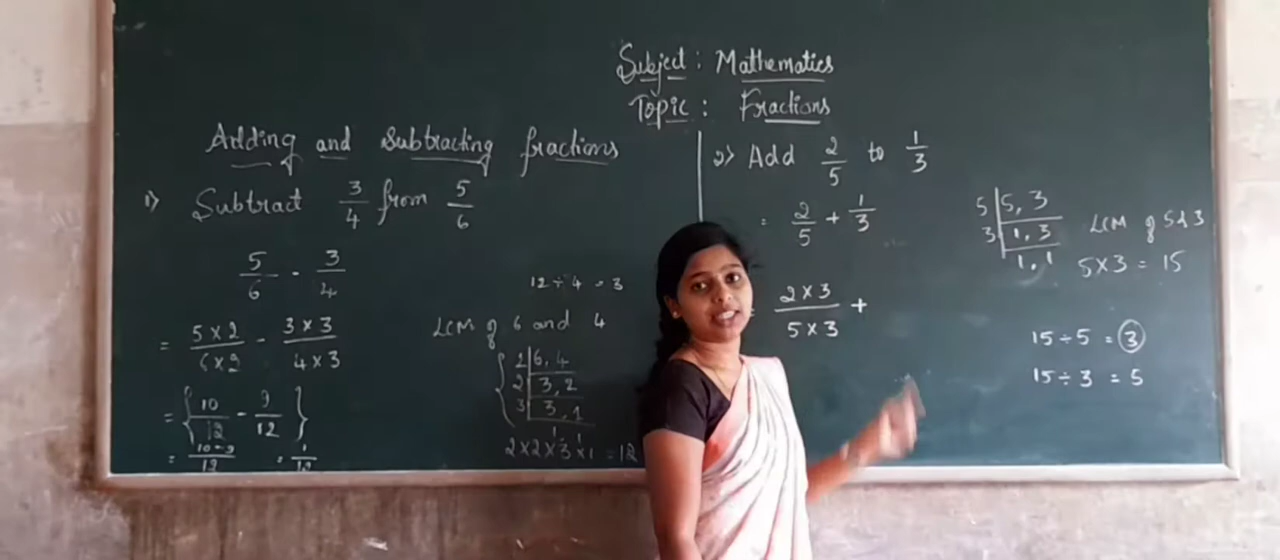 Subject: Mathematics
Topic: Fractions
Adding and Subtracting fractions
1) Subtract 3/4 from 5/6
5/6 - 3/4
= 5×2/6×2 - 3×3/4×3
= { 10/12 - 9/12 }
= 10-9/12 = 1/12
12÷4 = 3
LCM of 6 and 4
2 | 6, 4
2 | 3, 2
3 | 3, 1
1, 1
2×2×3×1 = 12
2) Add 2/5 to 1/3
= 2/5 + 1/3
2×3/5×3 +
5 | 5, 3
3 | 1, 3
1, 1
LCM of 5 & 3
5×3 = 15
15÷5 = 3
15÷3 = 5